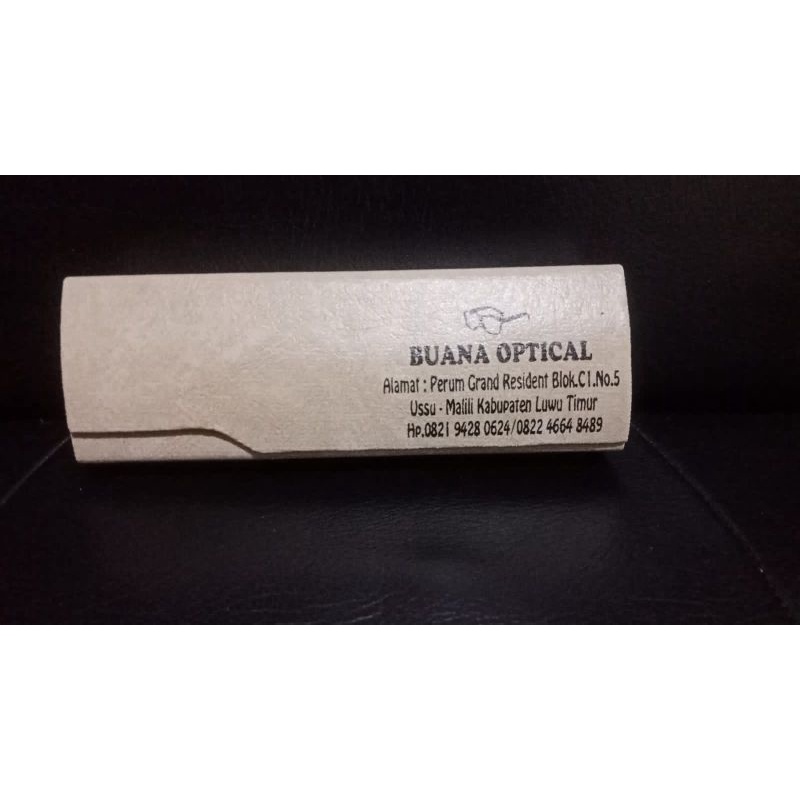 BUANA OPTICAL
Alamat : Perum Grand Resident Blok.C1.No.5
Ussu - Malili Kabupaten Luwu Timur
Hp.0821 9428 0624/0822 4664 8489